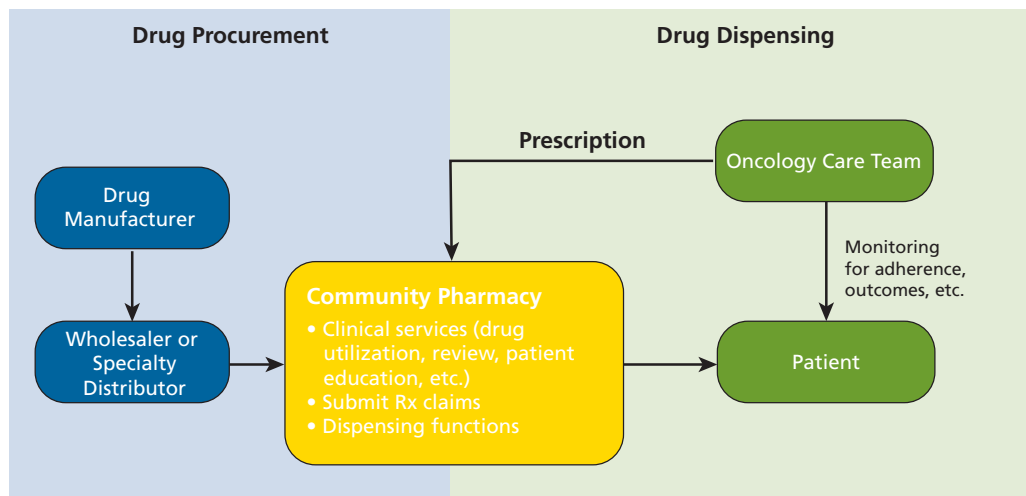 Drug Procurement
Drug Dispensing
Prescription
Oncology Care Team
Drug
Manufacturer
Monitoring
for adherence,
outcomes, etc.
Community Pharmacy
• Clinical services (drug
utilization, review, patient
education, etc.)
• Submit Rx claims
• Dispensing functions
Wholesaler or
Specialty
Distributor
Patient